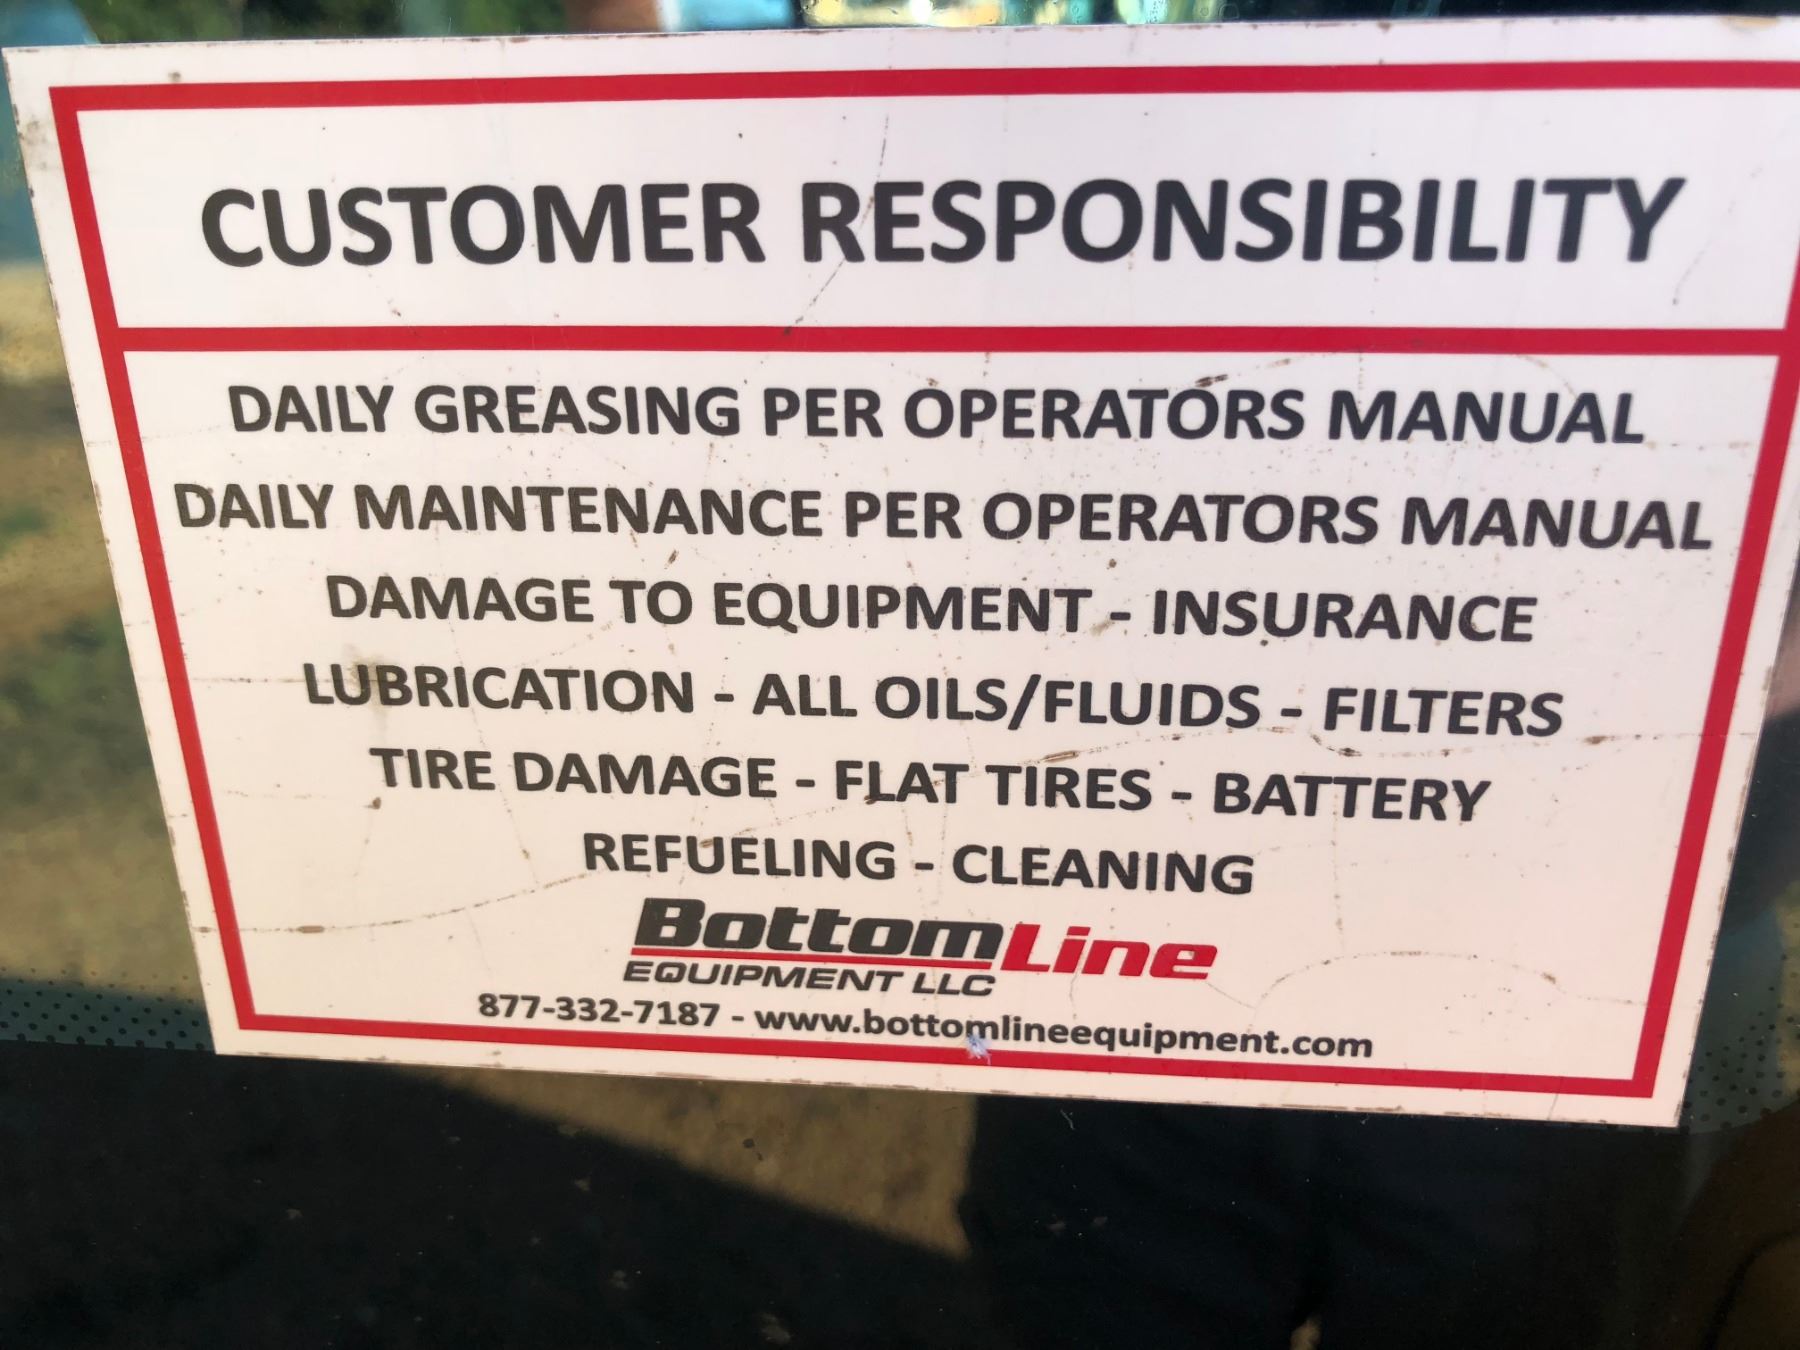 CUSTOMER RESPONSIBILITY
DAILY GREASING PER OPERATORS MANUAL
DAILY MAINTENANCE PER OPERATORS MANUAL
DAMAGE TO EQUIPMENT - INSURANCE
LUBRICATION - ALL OILS/FLUIDS - FILTERS
TIRE DAMAGE - FLAT TIRES - BATTERY
REFUELING - CLEANING
BottomLine
EQUIPMENT LLC
877-332-7187 - www.bottomlineequipment.com